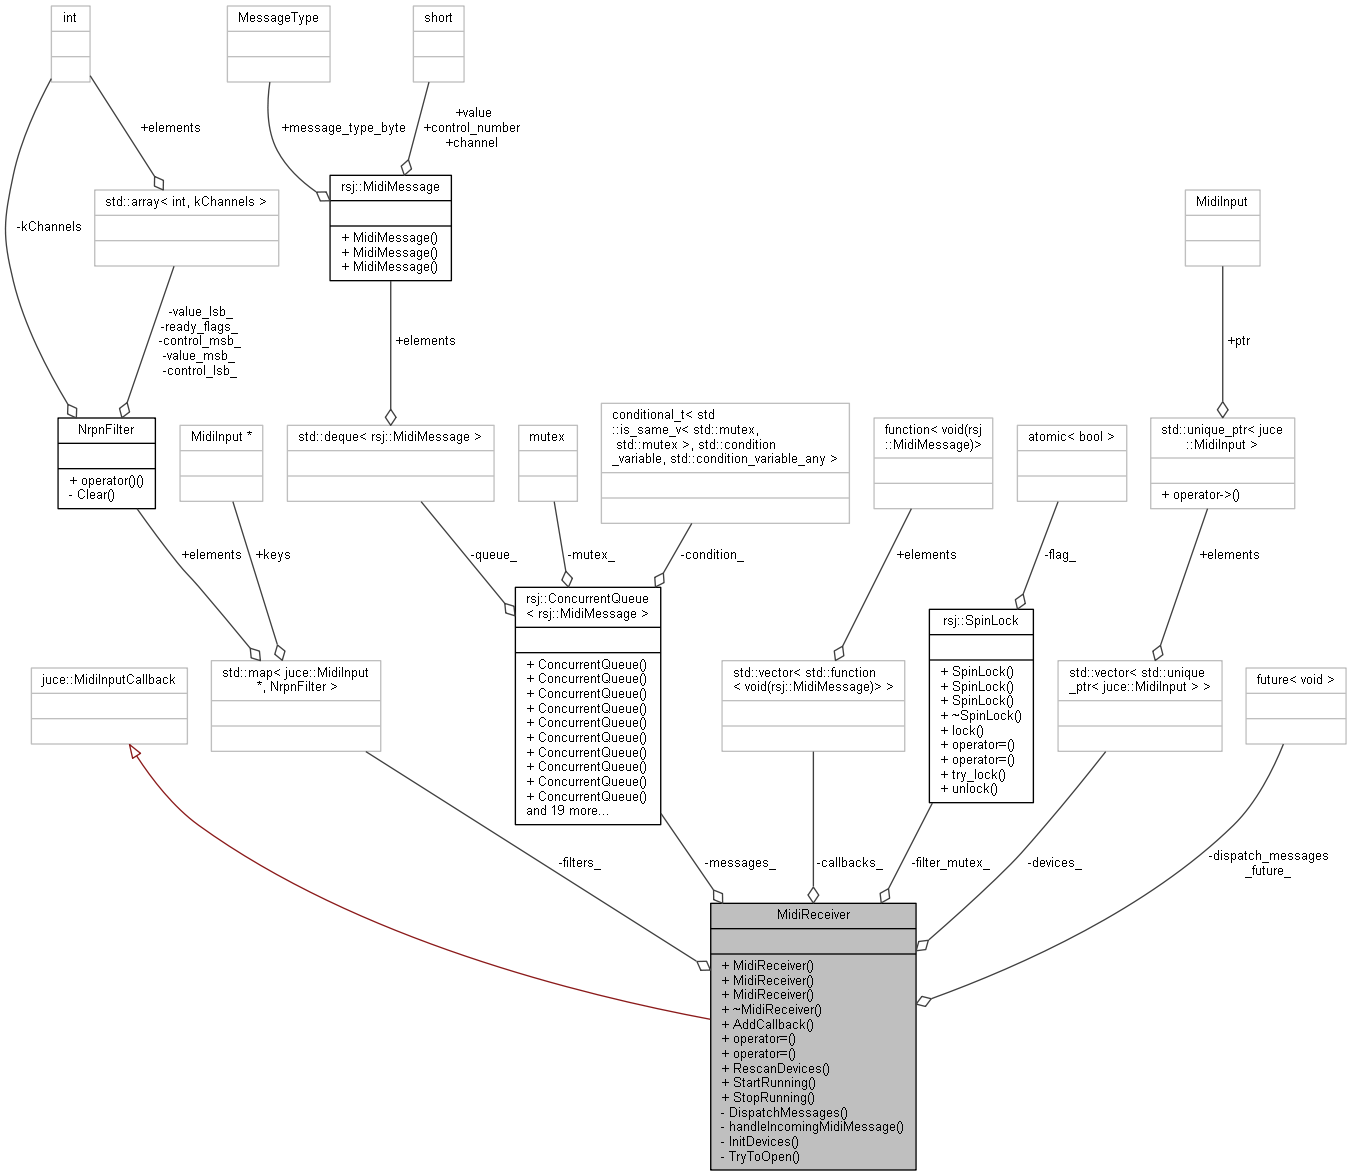 int
MessageType
short
+elements
+message_type_byte
+value
+control_number
+channel
-kChannels
std::array< int, kChannels >
rsj::MidiMessage
+ MidiMessage()
+ MidiMessage()
+ MidiMessage()
MidiInput
-value_lsb_
-ready_flags_
-control_msb_
-value_msb_
-control_lsb_
+elements
+ptr
NrpnFilter
+ operator()()
- Clear()
MidiInput *
std::deque< rsj::MidiMessage >
mutex
conditional_t< std
::is_same_v< std::mutex,
std::mutex >, std::condition
_variable, std::condition_variable_any >
function< void(rsj
::MidiMessage)>
atomic< bool >
std::unique_ptr< juce
::MidiInput >
+ operator->()
+elements
+keys
-queue_
-mutex_
-condition_
+elements
-flag_
+elements
juce::MidiInputCallback
std::map< juce::MidiInput
*, NrpnFilter >
rsj::ConcurrentQueue
< rsj::MidiMessage >
+ ConcurrentQueue()
+ ConcurrentQueue()
+ ConcurrentQueue()
+ ConcurrentQueue()
+ ConcurrentQueue()
+ ConcurrentQueue()
+ ConcurrentQueue()
+ ConcurrentQueue()
+ ConcurrentQueue()
+ ConcurrentQueue()
and 19 more...
std::vector< std::function
< void(rsj::MidiMessage)> >
rsj::SpinLock
+ SpinLock()
+ SpinLock()
+ SpinLock()
+ ~SpinLock()
+ lock()
+ operator=()
+ operator=()
+ try_lock()
+ unlock()
std::vector< std::unique
_ptr< juce::MidiInput > >
future< void >
-filters_
-messages_
-callbacks_
-filter_mutex_
-devices_
-dispatch_messages
_future_
MidiReceiver
+ MidiReceiver()
+ MidiReceiver()
+ MidiReceiver()
+ ~MidiReceiver()
+ AddCallback()
+ operator=()
+ operator=()
+ RescanDevices()
+ StartRunning()
+ StopRunning()
- DispatchMessages()
- handleIncomingMidiMessage()
- InitDevices()
- TryToOpen()